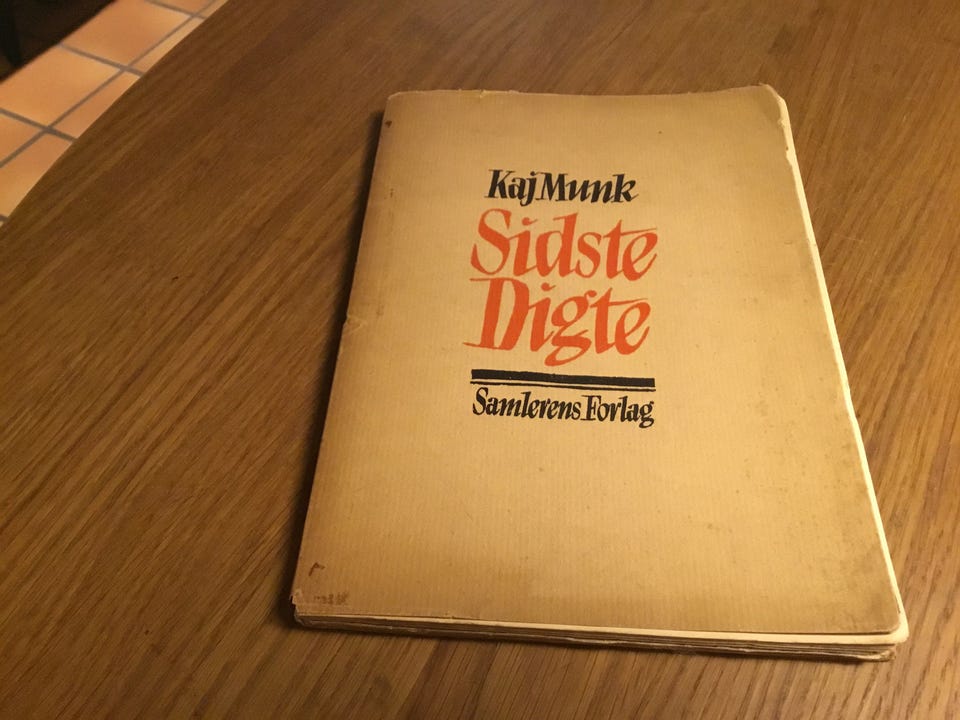 Kaj Munk
Sidste
Digte
Samlerens Forlag